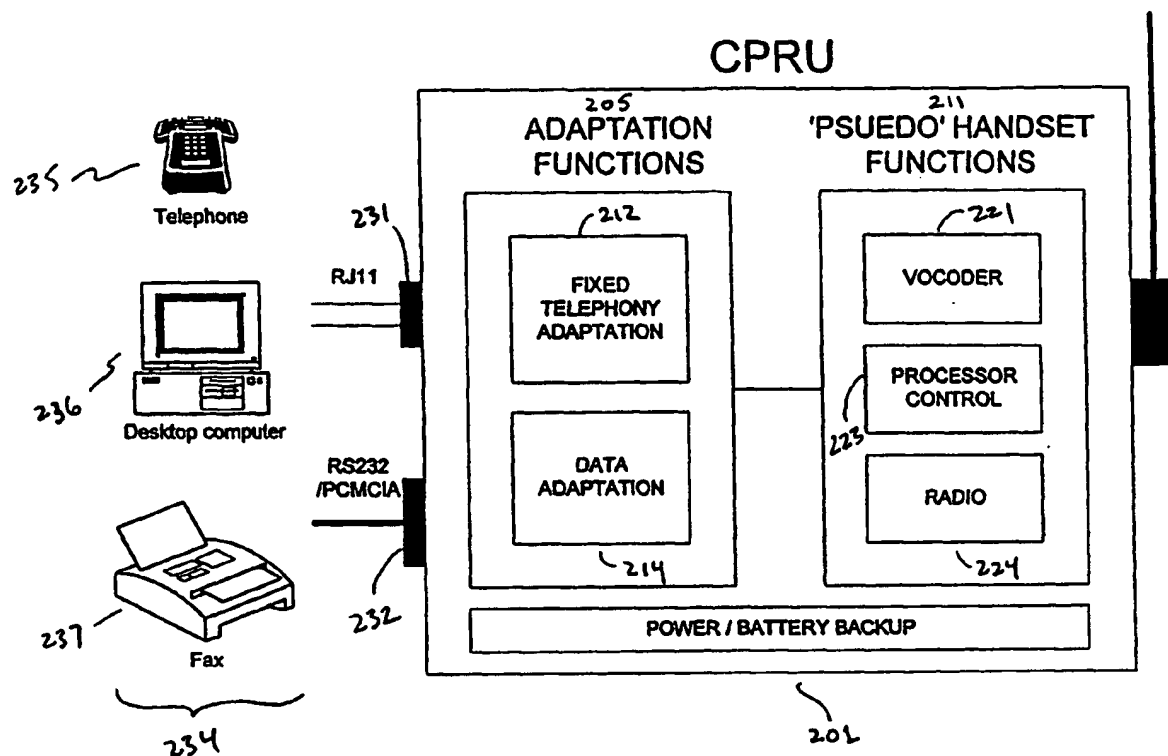 CPRU
205
ADAPTATION
FUNCTIONS
211
'PSUEDO' HANDSET
FUNCTIONS
235
Telephone
231
RJ11
212
FIXED
TELEPHONY
ADAPTATION
221
VOCODER
236
Desktop computer
PROCESSOR
CONTROL
223
RS232
/PCMCIA
DATA
ADAPTATION
RADIO
214
224
237
Fax
232
POWER / BATTERY BACKUP
234
201